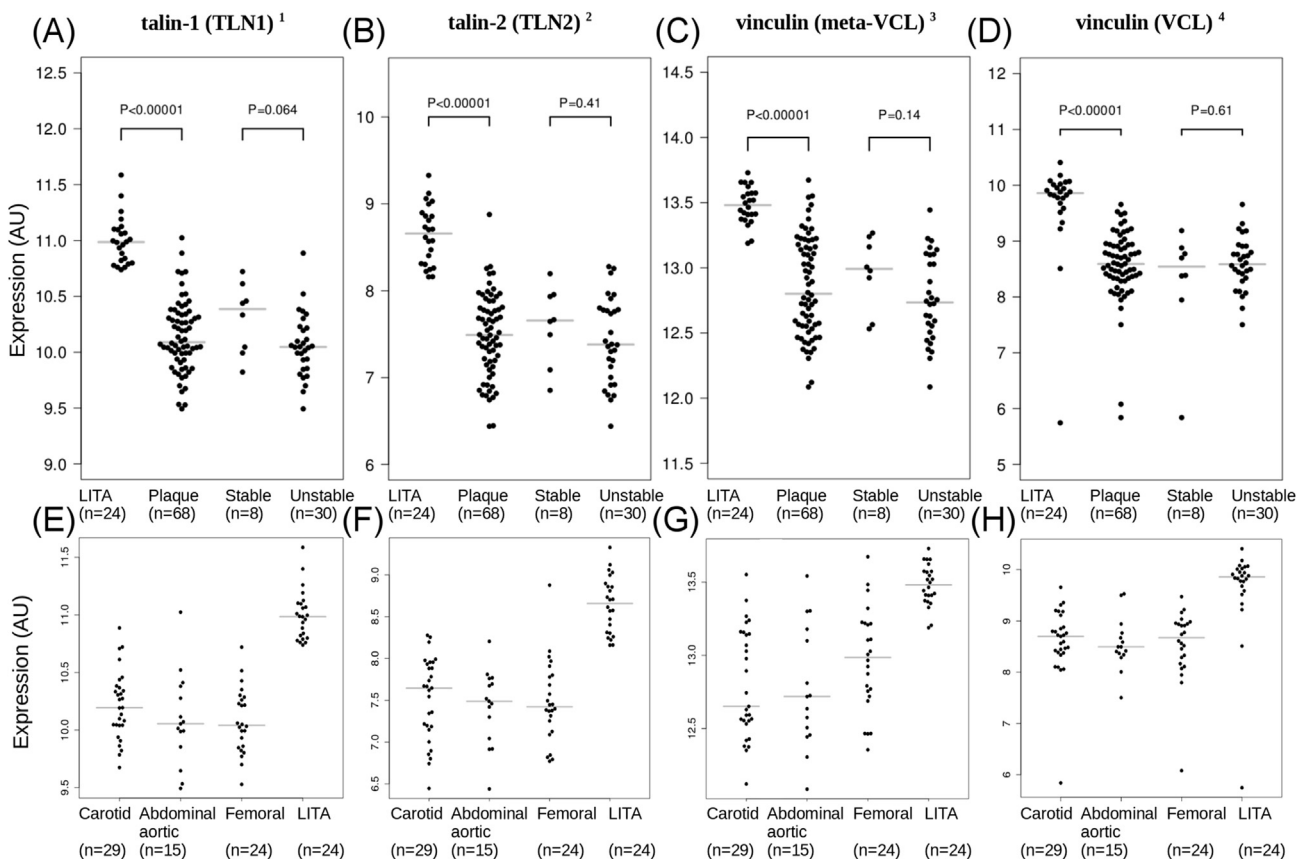 (A) talin-1 (TLN1) 1
(B) talin-2 (TLN2) 2
(C) vinculin (meta-VCL) 3
(D) vinculin (VCL) 4
Expression (AU)
12.5
12.0
11.5
11.0
10.5
10.0
9.5
9.0
P<0.00001
P=0.064
LITA Plaque Stable Unstable
(n=24) (n=68) (n=8) (n=30)
10
9
8
7
6
P<0.00001
P=0.41
LITA Plaque Stable Unstable
(n=24) (n=68) (n=8) (n=30)
14.5
14.0
13.5
13.0
12.5
12.0
11.5
P<0.00001
P=0.14
LITA Plaque Stable Unstable
(n=24) (n=68) (n=8) (n=30)
12
11
10
9
8
7
6
5
P<0.00001
P=0.61
LITA Plaque Stable Unstable
(n=24) (n=68) (n=8) (n=30)
(E)
Expression (AU)
11.5
11.0
10.5
10.0
9.5
Carotid Abdominal Femoral LITA
aortic
(n=29) (n=15) (n=24) (n=24)
(F)
9.0
8.5
8.0
7.5
7.0
6.5
Carotid Abdominal Femoral LITA
aortic
(n=29) (n=15) (n=24) (n=24)
(G)
13.5
13.0
12.5
Carotid Abdominal Femoral LITA
aortic
(n=29) (n=15) (n=24) (n=24)
(H)
10
9
8
7
6
Carotid Abdominal Femoral LITA
aortic
(n=29) (n=15) (n=24) (n=24)